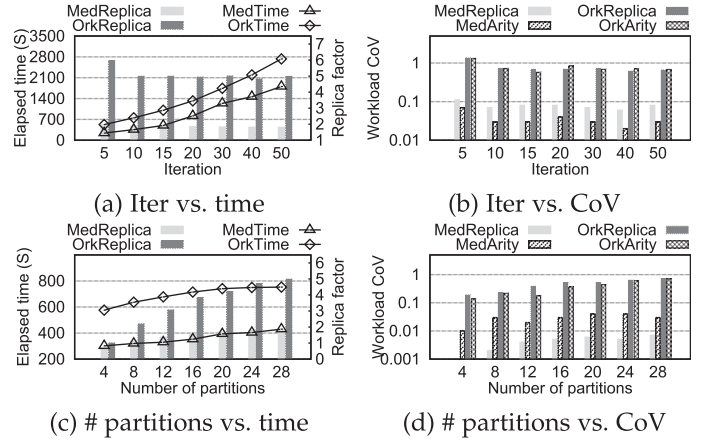 MedReplica MedTime
OrkReplica OrkTime
Elapsed time (S)
3500
2800
2100
1400
700
0
7
6
5
4
3
2
1
Replica factor
5 10 15 20 30 40 50
Iteration
(a) Iter vs. time
MedReplica OrkReplica
MedArity OrkArity
Workload CoV
1
0.1
0.01
5 10 15 20 30 40 50
Iteration
(b) Iter vs. CoV
MedReplica MedTime
OrkReplica OrkTime
Elapsed time (S)
800
600
400
200
6
5
4
3
2
1
0
Replica factor
4 8 12 16 20 24 28
Number of partitions
(c) # partitions vs. time
MedReplica OrkReplica
MedArity OrkArity
Workload CoV
1
0.1
0.01
0.001
4 8 12 16 20 24 28
Number of partitions
(d) # partitions vs. CoV